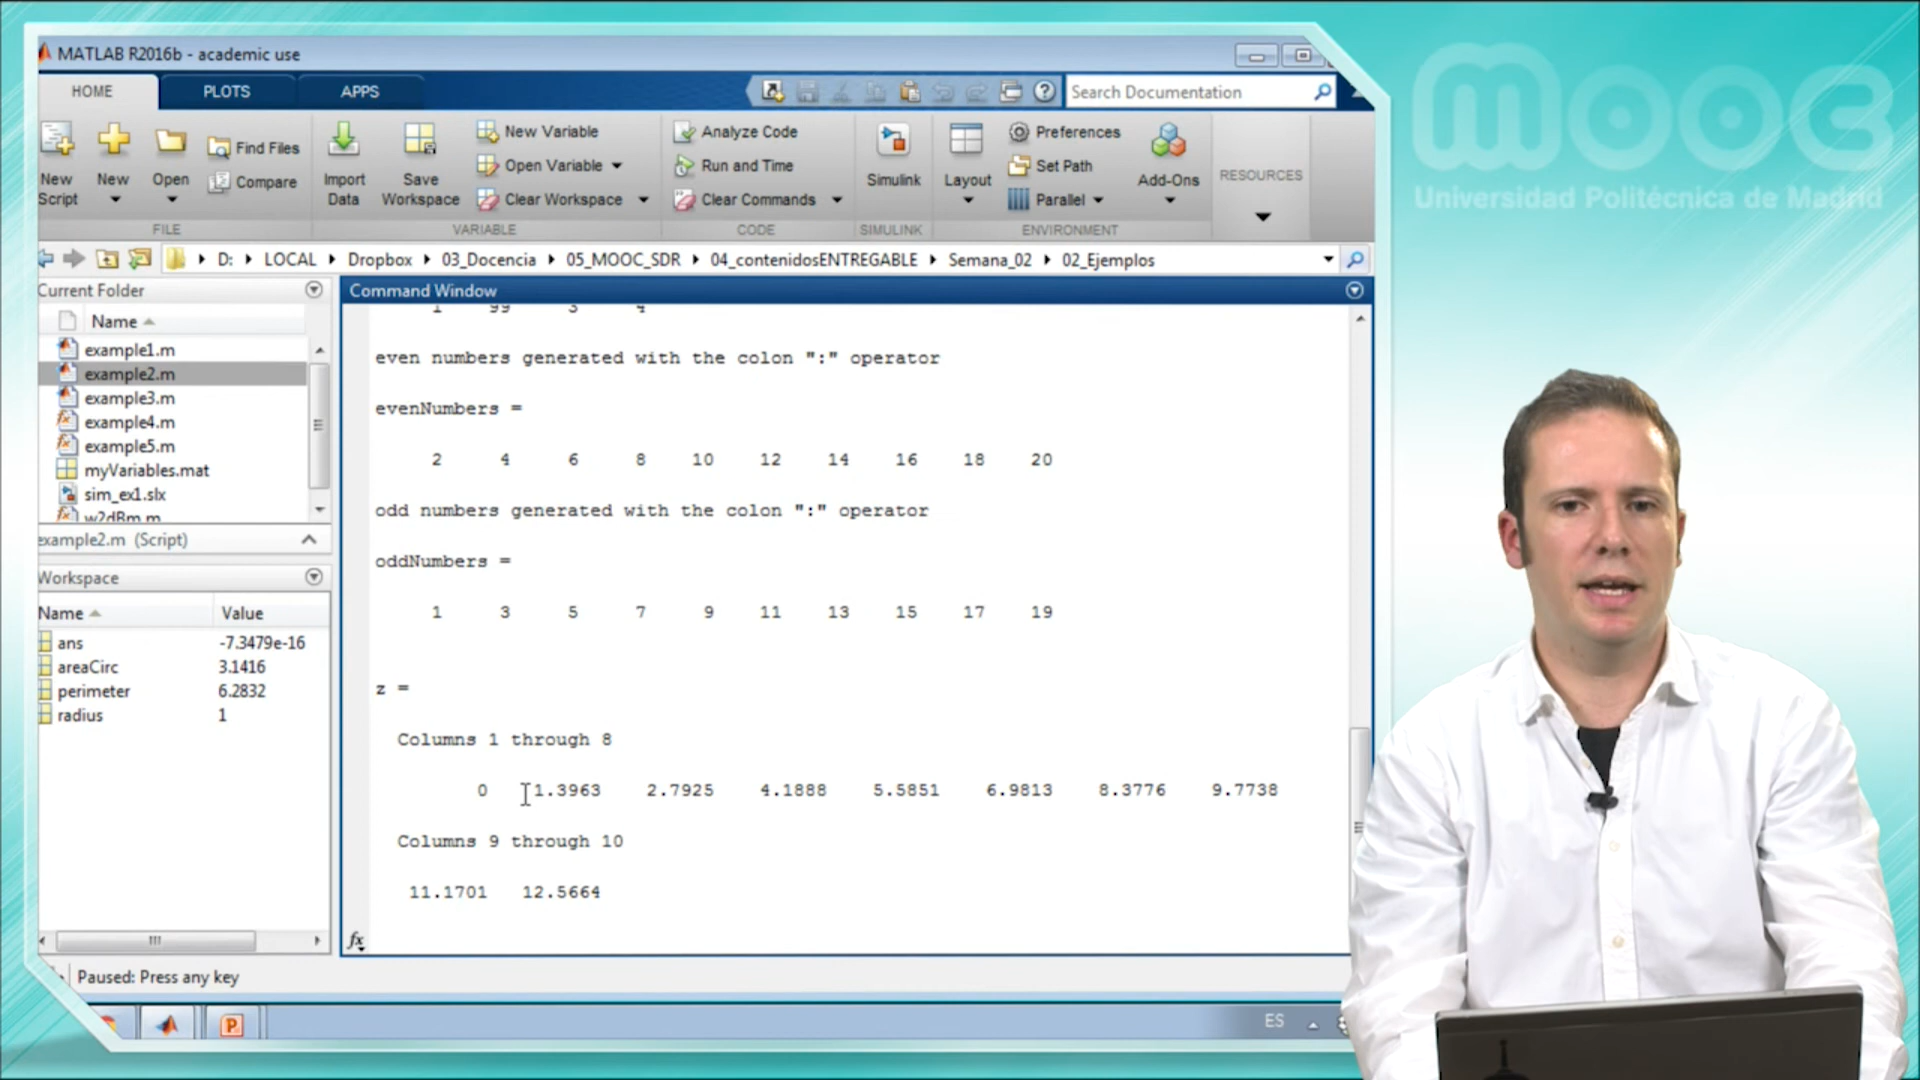 MATLAB R2016b - academic use
HOME PLOTS APPS
Search Documentation
New Script
New
Open
Find Files
Compare
FILE
Import Data
Save Workspace
New Variable
Open Variable
Clear Workspace
VARIABLE
Analyze Code
Run and Time
Clear Commands
CODE
Simulink
SIMULINK
Layout
Preferences
Set Path
Parallel
ENVIRONMENT
Add-Ons
RESOURCES
D: LOCAL Dropbox 03_Docencia 05_MOOC_SDR 04_contenidosENTREGABLE Semana_02 02_Ejemplos
Current Folder
Name
example1.m
example2.m
example3.m
example4.m
example5.m
myVariables.mat
sim_ex1.slx
w2dBm.m
example2.m (Script)
Workspace
Name Value
ans -7.3479e-16
areaCirc 3.1416
perimeter 6.2832
radius 1
Command Window
1 99 3 4
even numbers generated with the colon ":" operator
evenNumbers =
2 4 6 8 10 12 14 16 18 20
odd numbers generated with the colon ":" operator
oddNumbers =
1 3 5 7 9 11 13 15 17 19
z =
Columns 1 through 8
0 1.3963 2.7925 4.1888 5.5851 6.9813 8.3776 9.7738
Columns 9 through 10
11.1701 12.5664
fx
Paused: Press any key
ES
mooc
Universidad Politécnica de Madrid